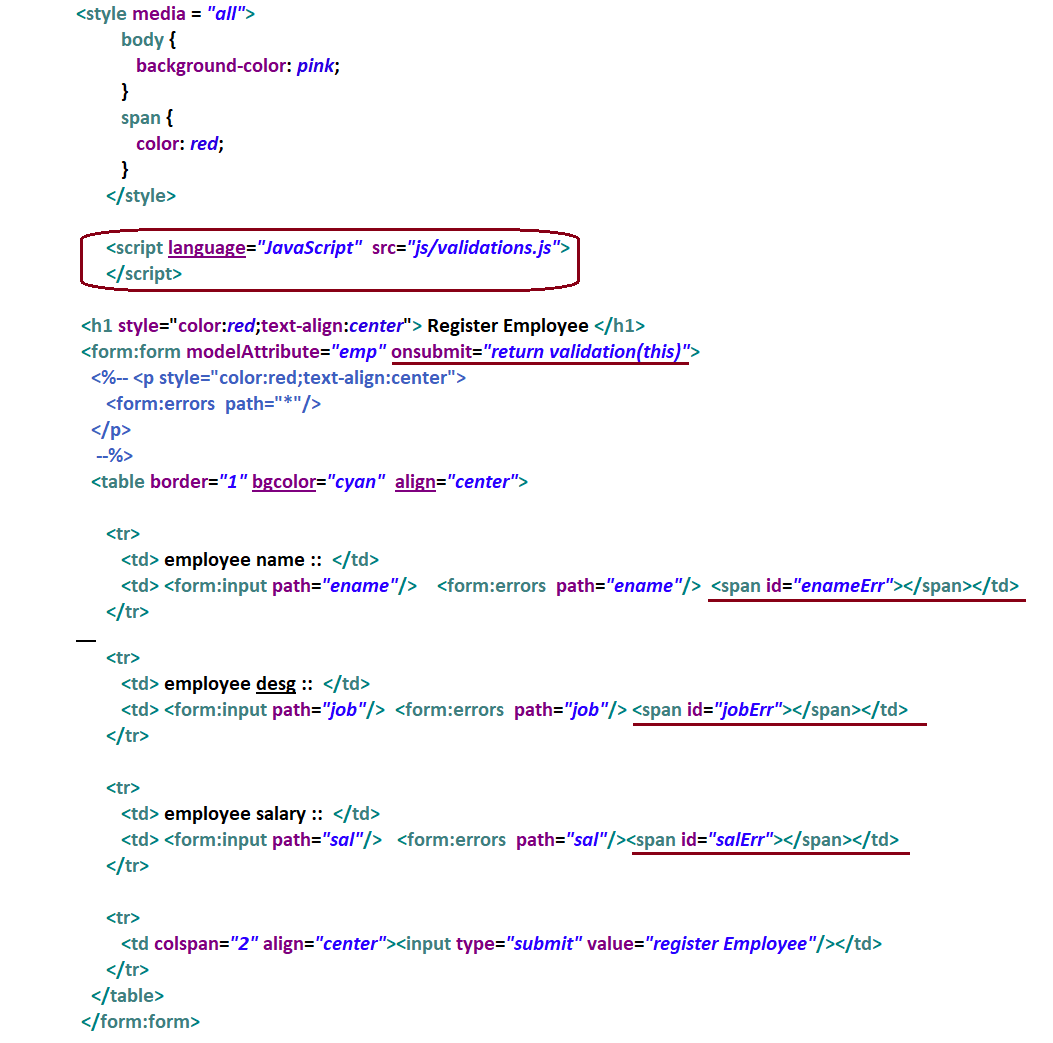 <style media = "all">
body {
background-color: pink;
}
span {
color: red;
}
</style>
<script language="JavaScript" src="js/validations.js">
</script>
<h1 style="color:red;text-align:center"> Register Employee </h1>
<form:form modelAttribute="emp" onsubmit="return validation(this)">
<%-- <p style="color:red;text-align:center">
<form:errors path="*"/>
</p>
--%>
<table border="1" bgcolor="cyan" align="center">
<tr>
<td> employee name :: </td>
<td> <form:input path="ename"/> <form:errors path="ename"/> <span id="enameErr"></span></td>
</tr>
<tr>
<td> employee desg :: </td>
<td> <form:input path="job"/> <form:errors path="job"/> <span id="jobErr"></span></td>
</tr>
<tr>
<td> employee salary :: </td>
<td> <form:input path="sal"/> <form:errors path="sal"/><span id="salErr"></span></td>
</tr>
<tr>
<td colspan="2" align="center"><input type="submit" value="register Employee"/></td>
</tr>
</table>
</form:form>